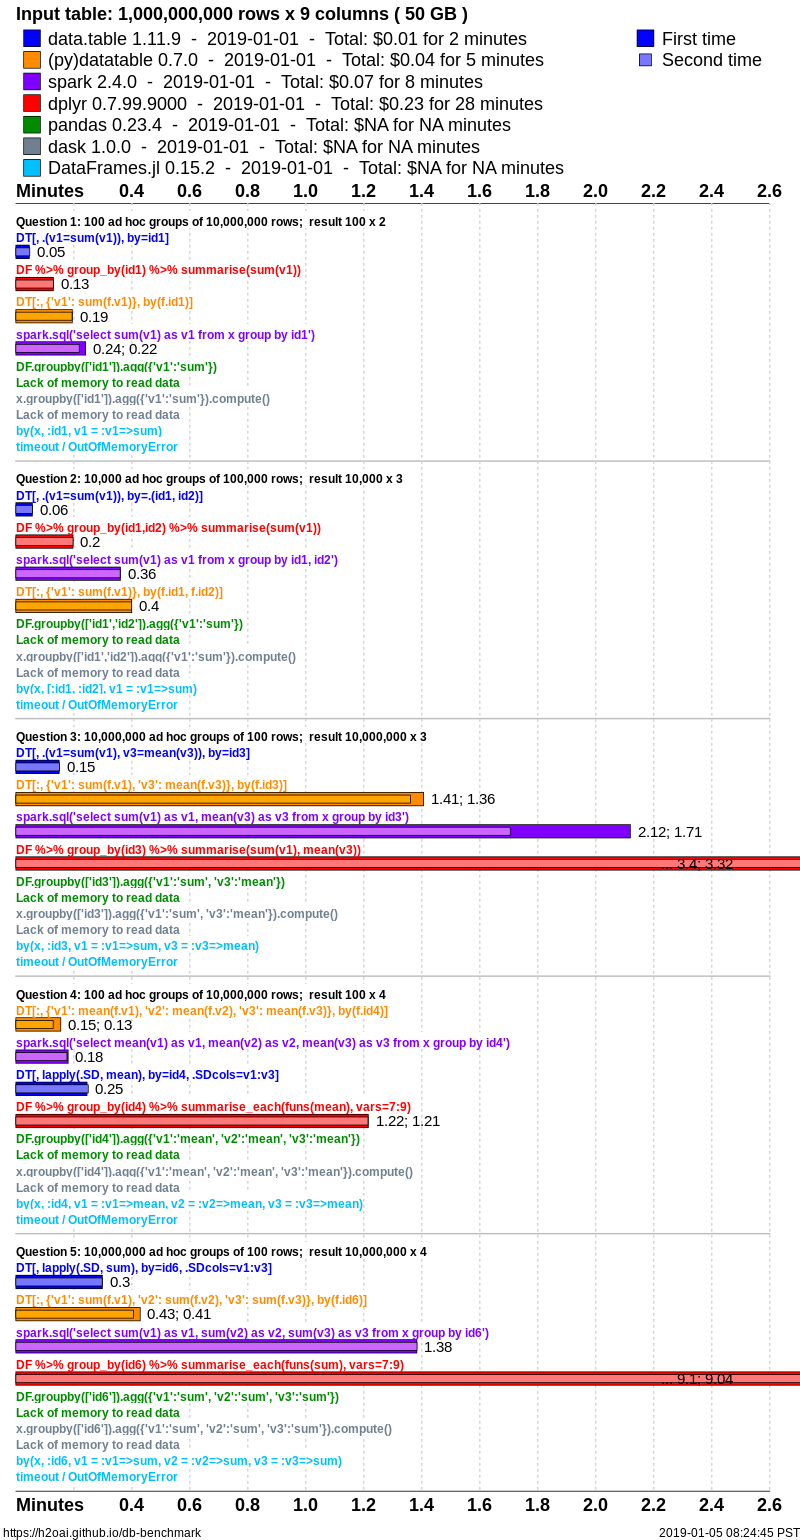 Input table: 1,000,000,000 rows x 9 columns ( 50 GB )
data.table 1.11.9 - 2019-01-01 - Total: $0.01 for 2 minutes
First time
(py)datatable 0.7.0 - 2019-01-01 - Total: $0.04 for 5 minutes
Second time
spark 2.4.0 - 2019-01-01 - Total: $0.07 for 8 minutes
dplyr 0.7.99.9000 - 2019-01-01 - Total: $0.23 for 28 minutes
pandas 0.23.4 - 2019-01-01 - Total: $NA for NA minutes
dask 1.0.0 - 2019-01-01 - Total: $NA for NA minutes
DataFrames.jl 0.15.2 - 2019-01-01 - Total: $NA for NA minutes
Minutes 0.4 0.6 0.8 1.0 1.2 1.4 1.6 1.8 2.0 2.2 2.4 2.6
Question 1: 100 ad hoc groups of 10,000,000 rows; result 100 x 2
DT[, .(v1=sum(v1)), by=id1]
0.05
DF %>% group_by(id1) %>% summarise(sum(v1))
0.13
DT[:, {'v1': sum(f.v1)}, by(f.id1)]
0.19
spark.sql('select sum(v1) as v1 from x group by id1')
0.24; 0.22
DF.groupby(['id1']).agg({'v1':'sum'})
Lack of memory to read data
x.groupby(['id1']).agg({'v1':'sum'}).compute()
Lack of memory to read data
by(x, :id1, v1 = :v1=>sum)
timeout / OutOfMemoryError
Question 2: 10,000 ad hoc groups of 100,000 rows; result 10,000 x 3
DT[, .(v1=sum(v1)), by=.(id1, id2)]
0.06
DF %>% group_by(id1,id2) %>% summarise(sum(v1))
0.2
spark.sql('select sum(v1) as v1 from x group by id1, id2')
0.36
DT[:, {'v1': sum(f.v1)}, by(f.id1, f.id2)]
0.4
DF.groupby(['id1','id2']).agg({'v1':'sum'})
Lack of memory to read data
x.groupby(['id1','id2']).agg({'v1':'sum'}).compute()
Lack of memory to read data
by(x, [:id1, :id2], v1 = :v1=>sum)
timeout / OutOfMemoryError
Question 3: 10,000,000 ad hoc groups of 100 rows; result 10,000,000 x 3
DT[, .(v1=sum(v1), v3=mean(v3)), by=id3]
0.15
DT[:, {'v1': sum(f.v1), 'v3': mean(f.v3)}, by(f.id3)]
1.41; 1.36
spark.sql('select sum(v1) as v1, mean(v3) as v3 from x group by id3')
2.12; 1.71
DF %>% group_by(id3) %>% summarise(sum(v1), mean(v3))
... 3.4; 3.32
DF.groupby(['id3']).agg({'v1':'sum', 'v3':'mean'})
Lack of memory to read data
x.groupby(['id3']).agg({'v1':'sum', 'v3':'mean'}).compute()
Lack of memory to read data
by(x, :id3, v1 = :v1=>sum, v3 = :v3=>mean)
timeout / OutOfMemoryError
Question 4: 100 ad hoc groups of 10,000,000 rows; result 100 x 4
DT[:, {'v1': mean(f.v1), 'v2': mean(f.v2), 'v3': mean(f.v3)}, by(f.id4)]
0.15; 0.13
spark.sql('select mean(v1) as v1, mean(v2) as v2, mean(v3) as v3 from x group by id4')
0.18
DT[, lapply(.SD, mean), by=id4, .SDcols=v1:v3]
0.25
DF %>% group_by(id4) %>% summarise_each(funs(mean), vars=7:9)
1.22; 1.21
DF.groupby(['id4']).agg({'v1':'mean', 'v2':'mean', 'v3':'mean'})
Lack of memory to read data
x.groupby(['id4']).agg({'v1':'mean', 'v2':'mean', 'v3':'mean'}).compute()
Lack of memory to read data
by(x, :id4, v1 = :v1=>mean, v2 = :v2=>mean, v3 = :v3=>mean)
timeout / OutOfMemoryError
Question 5: 10,000,000 ad hoc groups of 100 rows; result 10,000,000 x 4
DT[, lapply(.SD, sum), by=id6, .SDcols=v1:v3]
0.3
DT[:, {'v1': sum(f.v1), 'v2': sum(f.v2), 'v3': sum(f.v3)}, by(f.id6)]
0.43; 0.41
spark.sql('select sum(v1) as v1, sum(v2) as v2, sum(v3) as v3 from x group by id6')
1.38
DF %>% group_by(id6) %>% summarise_each(funs(sum), vars=7:9)
... 9.1; 9.04
DF.groupby(['id6']).agg({'v1':'sum', 'v2':'sum', 'v3':'sum'})
Lack of memory to read data
x.groupby(['id6']).agg({'v1':'sum', 'v2':'sum', 'v3':'sum'}).compute()
Lack of memory to read data
by(x, :id6, v1 = :v1=>sum, v2 = :v2=>sum, v3 = :v3=>sum)
timeout / OutOfMemoryError
Minutes 0.4 0.6 0.8 1.0 1.2 1.4 1.6 1.8 2.0 2.2 2.4 2.6
https://h2oai.github.io/db-benchmark
2019-01-05 08:24:45 PST